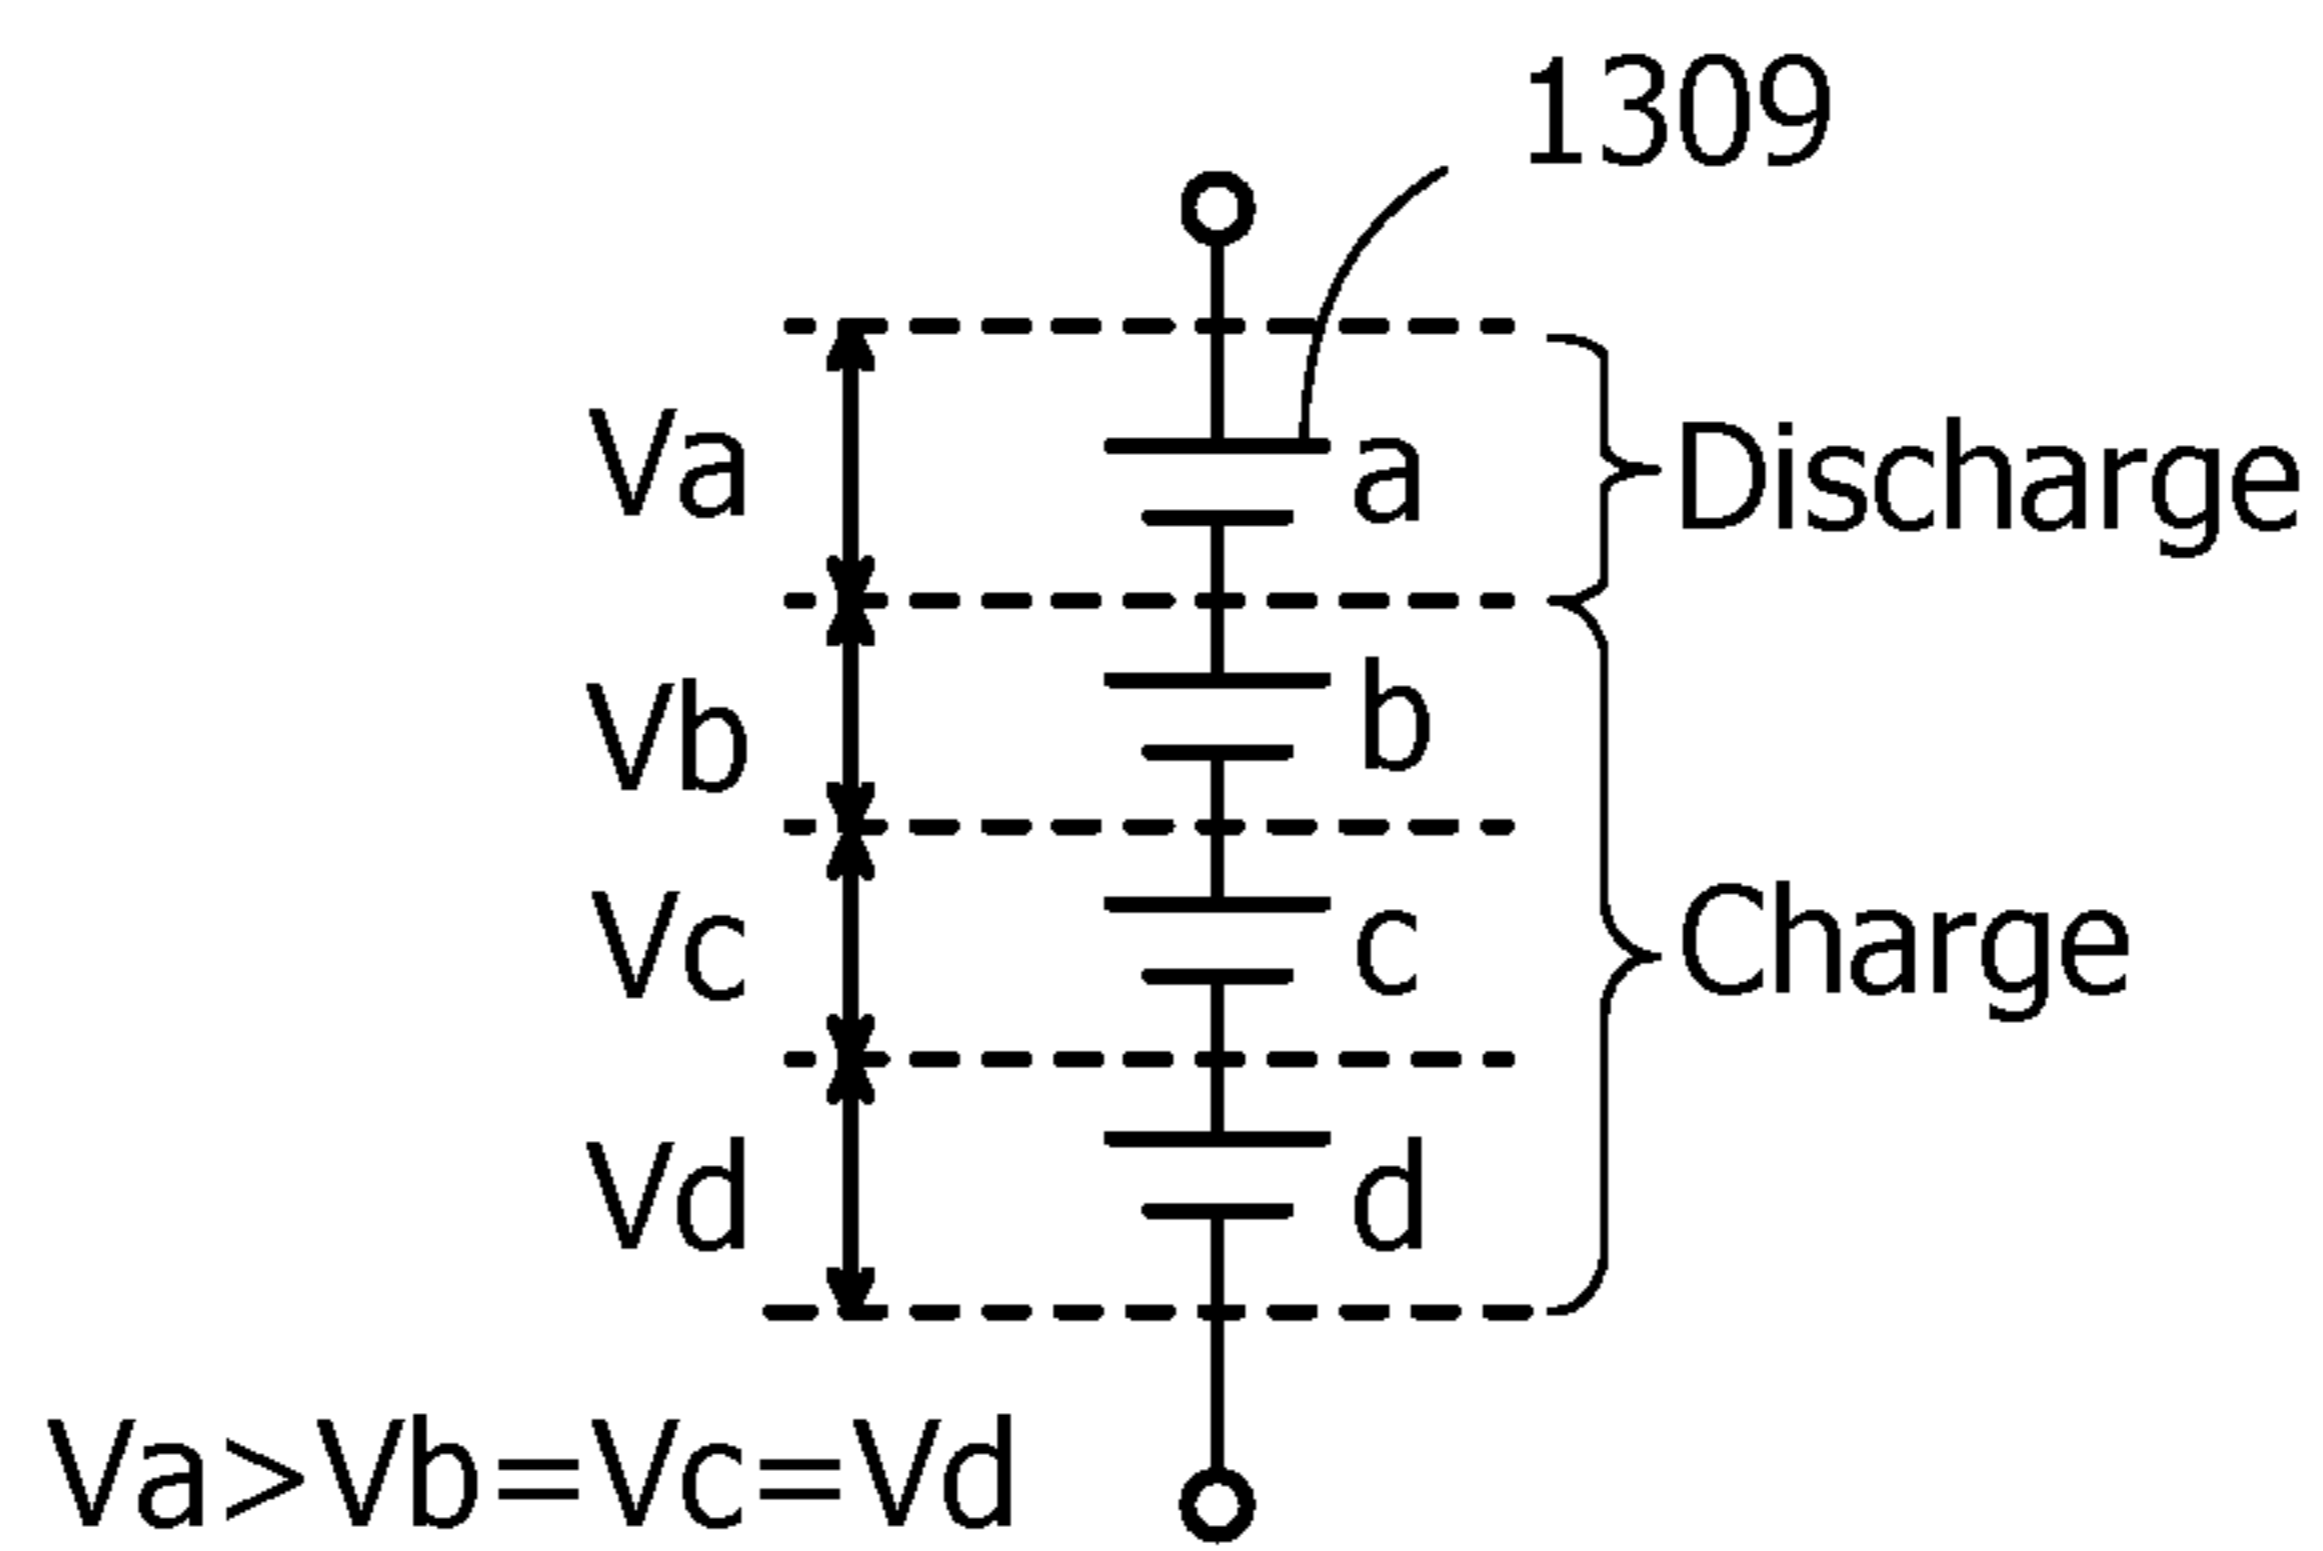 1309
Va
a
Discharge
Vb
b
Vc
c
Charge
Vd
d
Va>Vb=Vc=Vd